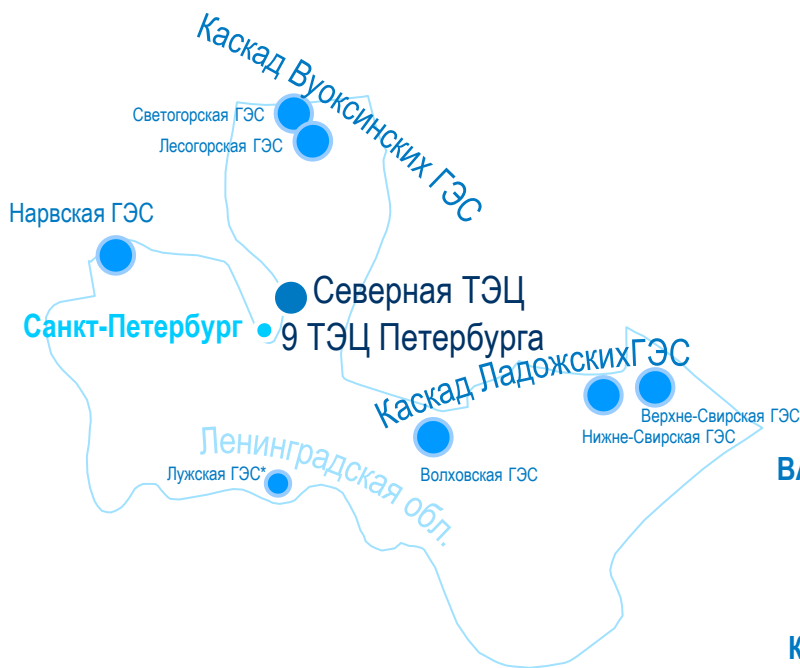 Каскад Вуоксинских ГЭС
Светогорская ГЭС
Лесогорская ГЭС
Нарвская ГЭС
Северная ТЭЦ
Санкт-Петербург
9 ТЭЦ Петербурга
Каскад ЛадожскихГЭС
Верхне-Свирская ГЭС
Нижне-Свирская ГЭС
Ленинградская обл.
Лужская ГЭС*
Волховская ГЭС
ВА
К